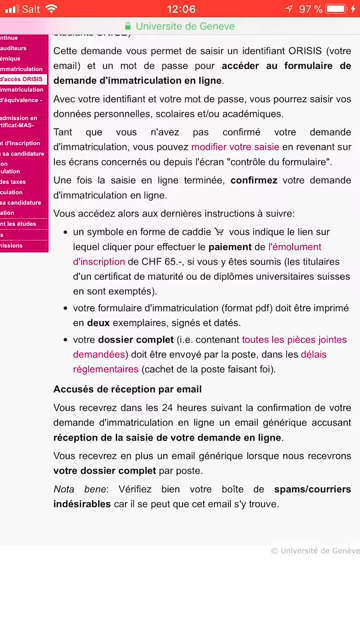 Salt 12:06 97 %
Université de Genève
ntinue
auditeurs
émique
immatriculation
d'accès ORISIS
immatriculation
d'équivalence -
admission en
rtificat-MAS-
t d'inscription
sa candidature
on
ulation
des taxes
iculation
sa candidature
ation
nt les études
s
missions
Cette demande vous permet de saisir un identifiant ORISIS (votre
email) et un mot de passe pour accéder au formulaire de
demande d'immatriculation en ligne.
Avec votre identifiant et votre mot de passe, vous pourrez saisir vos
données personnelles, scolaires et/ou académiques.
Tant que vous n'avez pas confirmé votre demande
d'immatriculation, vous pouvez modifier votre saisie en revenant sur
les écrans concernés ou depuis l'écran "contrôle du formulaire".
Une fois la saisie en ligne terminée, confirmez votre demande
d'immatriculation en ligne.
Vous accédez alors aux dernières instructions à suivre:
• un symbole en forme de caddie vous indique le lien sur
lequel cliquer pour effectuer le paiement de l'émolument
d'inscription de CHF 65.-, si vous y êtes soumis (les titulaires
d'un certificat de maturité ou de diplômes universitaires suisses
en sont exemptés).
• votre formulaire d'immatriculation (format pdf) doit être imprimé
en deux exemplaires, signés et datés.
• votre dossier complet (i.e. contenant toutes les pièces jointes
demandées) doit être envoyé par la poste, dans les délais
réglementaires (cachet de la poste faisant foi).
Accusés de réception par email
Vous recevrez dans les 24 heures suivant la confirmation de votre
demande d'immatriculation en ligne un email générique accusant
réception de la saisie de votre demande en ligne.
Vous recevrez en plus un email générique lorsque nous recevrons
votre dossier complet par poste.
Nota bene: Vérifiez bien votre boîte de spams/courriers
indésirables car il se peut que cet email s'y trouve.
© Université de Genève